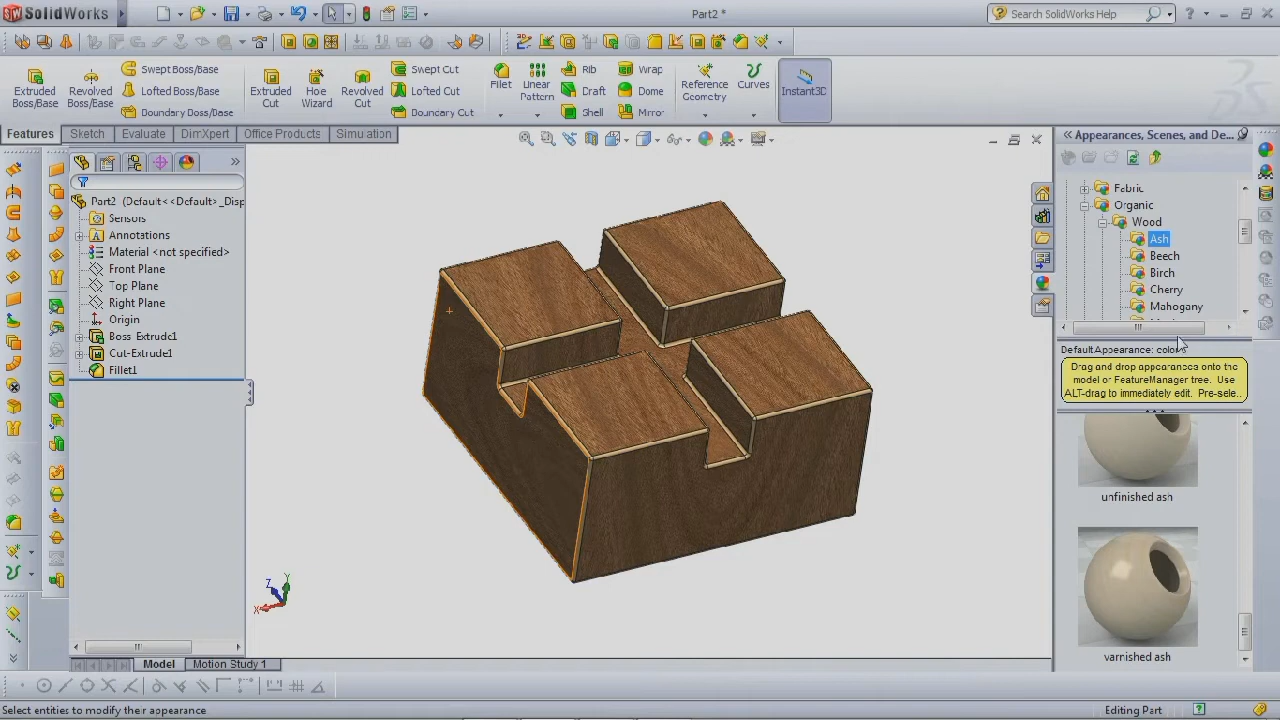 SolidWorks
Part2 *
Search SolidWorks Help
Extruded Boss/Base
Revolved Boss/Base
Swept Boss/Base
Lofted Boss/Base
Boundary Boss/Base
Extruded Cut
Hole Wizard
Revolved Cut
Swept Cut
Lofted Cut
Boundary Cut
Fillet
Linear Pattern
Rib
Draft
Shell
Wrap
Dome
Mirror
Reference Geometry
Curves
Instant3D
Features Sketch Evaluate DimXpert Office Products Simulation
Part2 (Default<<Default>_Disp
Sensors
Annotations
Material <not specified>
Front Plane
Top Plane
Right Plane
Origin
Boss-Extrude1
Cut-Extrude1
Fillet1
Y
Z
X
Appearances, Scenes, and De...
Fabric
Organic
Wood
Ash
Beech
Birch
Cherry
Mahogany
DefaultAppearance: color
Drag and drop appearances onto the
model or FeatureManager tree. Use
ALT-drag to immediately edit. Pre-sele..
unfinished ash
varnished ash
Model Motion Study 1
Select entities to modify their appearance
Editing Part